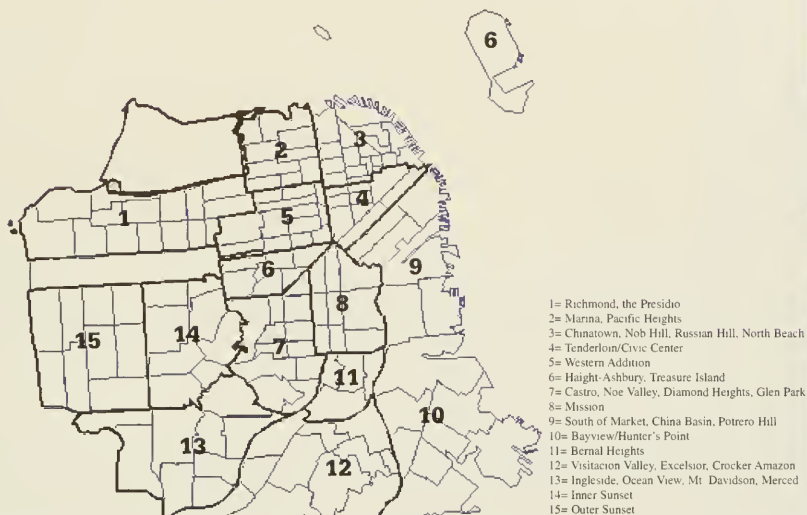 6
2
3
4
1
5
6
9
8
15
14
7
11
10
13
12
1= Richmond, the Presidio
2= Marina, Pacific Heights
3= Chinatown, Nob Hill, Russian Hill, North Beach
4= Tenderloin/Civic Center
5= Western Addition
6= Haight-Ashbury, Treasure Island
7= Castro, Noe Valley, Diamond Heights, Glen Park
8= Mission
9= South of Market, China Basin, Potrero Hill
10= Bayview/Hunter's Point
11= Bernal Heights
12= Visitacion Valley, Excelsior, Crocker Amazon
13= Ingleside, Ocean View, Mt Davidson, Merced
14= Inner Sunset
15= Outer Sunset